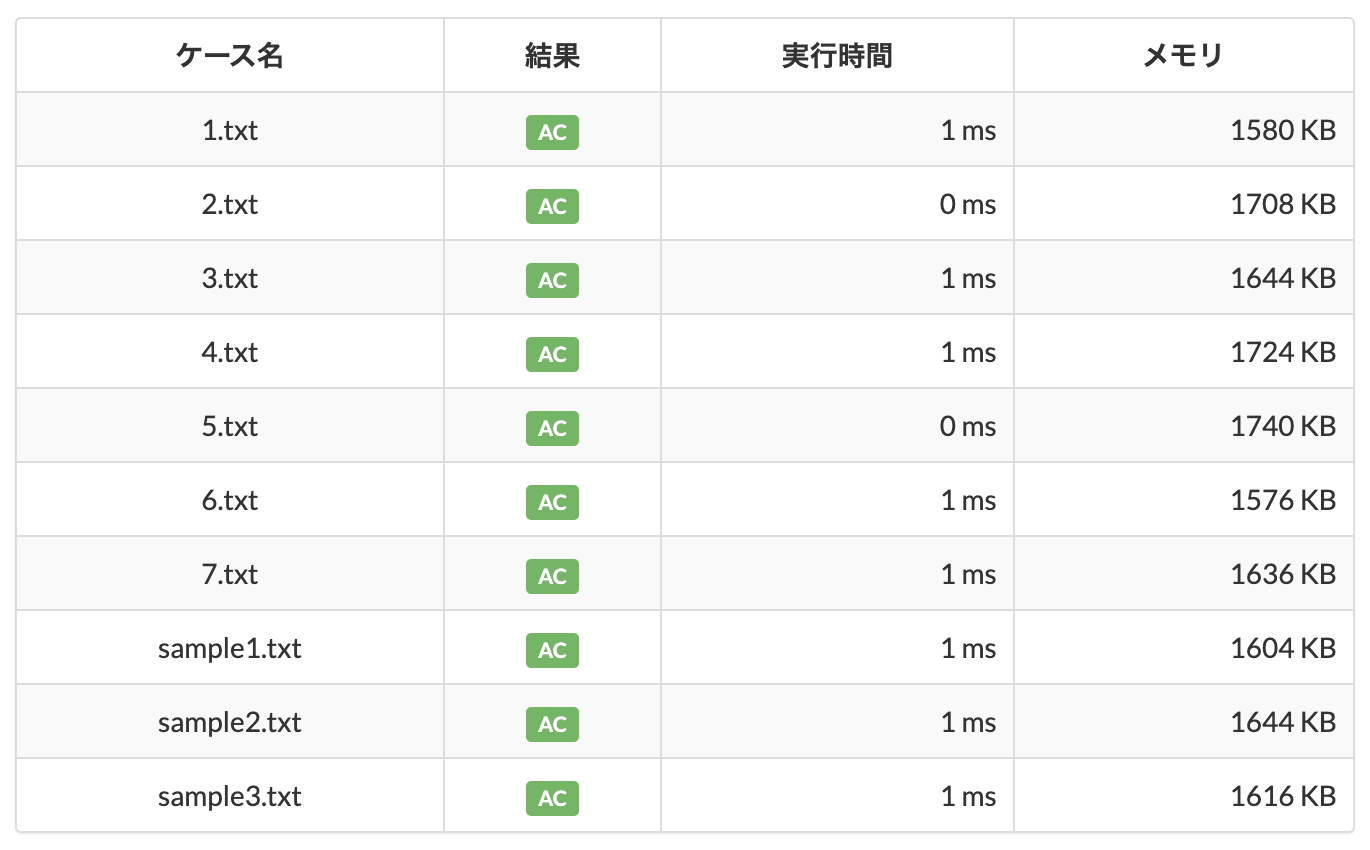 ケース名 結果 実行時間 メモリ
1.txt AC 1 ms 1580 KB
2.txt AC 0 ms 1708 KB
3.txt AC 1 ms 1644 KB
4.txt AC 1 ms 1724 KB
5.txt AC 0 ms 1740 KB
6.txt AC 1 ms 1576 KB
7.txt AC 1 ms 1636 KB
sample1.txt AC 1 ms 1604 KB
sample2.txt AC 1 ms 1644 KB
sample3.txt AC 1 ms 1616 KB